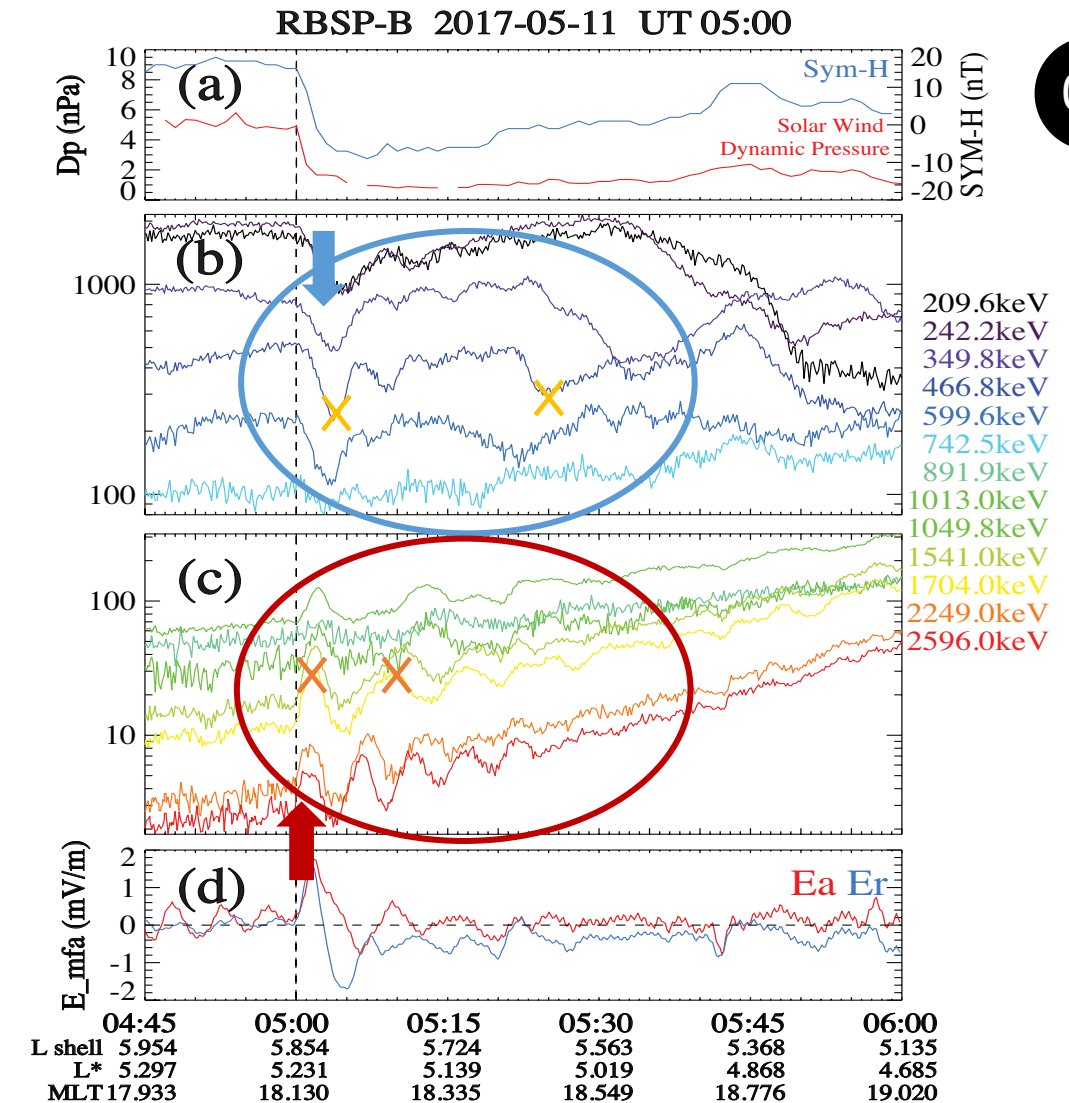 RBSP-B 2017-05-11 UT 05:00
(a)
Sym-H
Solar Wind
Dynamic Pressure
Dp (nPa)
10
8
6
4
2
0
SYM-H (nT)
20
10
0
-10
-20
(b)
1000
100
(c)
100
10
209.6keV
242.2keV
349.8keV
466.8keV
599.6keV
742.5keV
891.9keV
1013.0keV
1049.8keV
1541.0keV
1704.0keV
2249.0keV
2596.0keV
(d)
Ea Er
E_mfa (mV/m)
2
1
0
-1
-2
04:45 05:00 05:15 05:30 05:45 06:00
L shell 5.954 5.854 5.724 5.563 5.368 5.135
L* 5.297 5.231 5.139 5.019 4.868 4.685
MLT 17.933 18.130 18.335 18.549 18.776 19.020